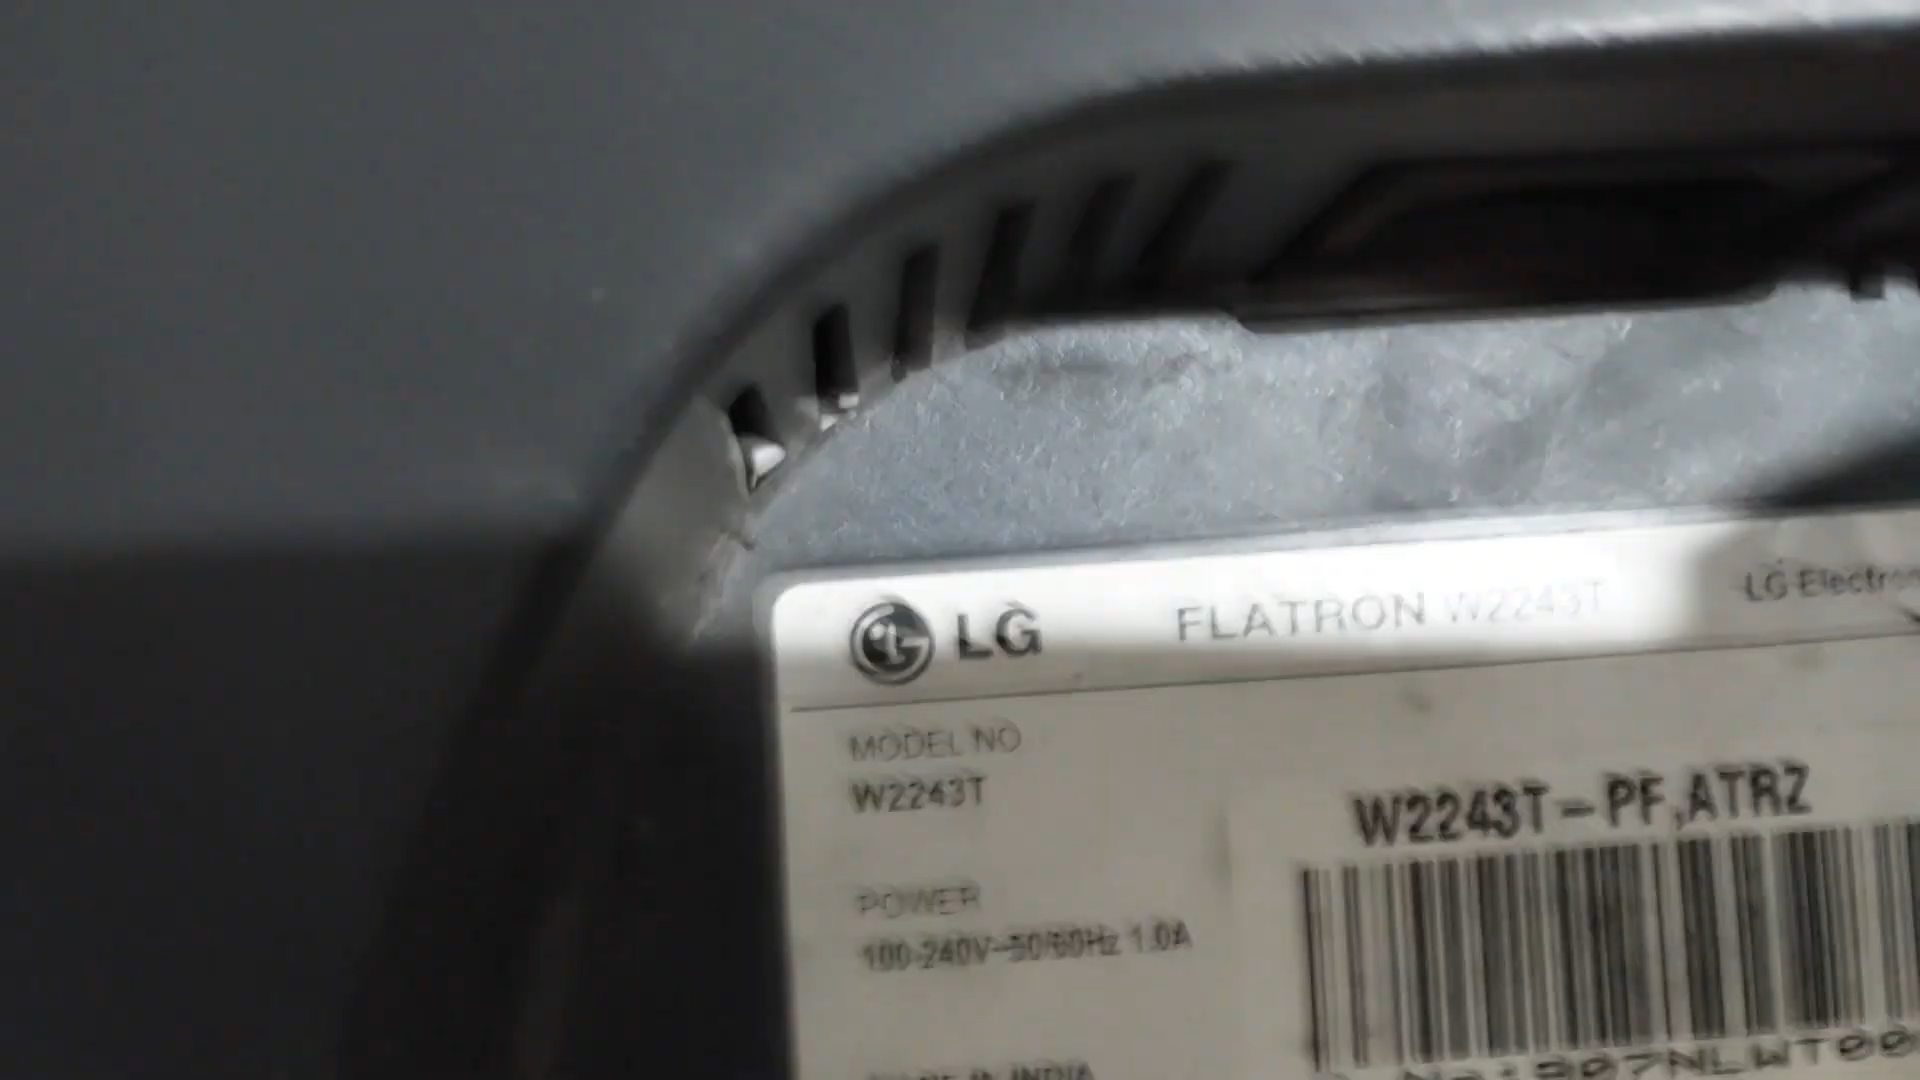 LG FLATRON W2243T LG Electron
MODEL NO
W2243T
W2243T-PF,ATRZ
POWER
100-240V~50/60Hz 1.0A
IN INDIA
907NLWT00